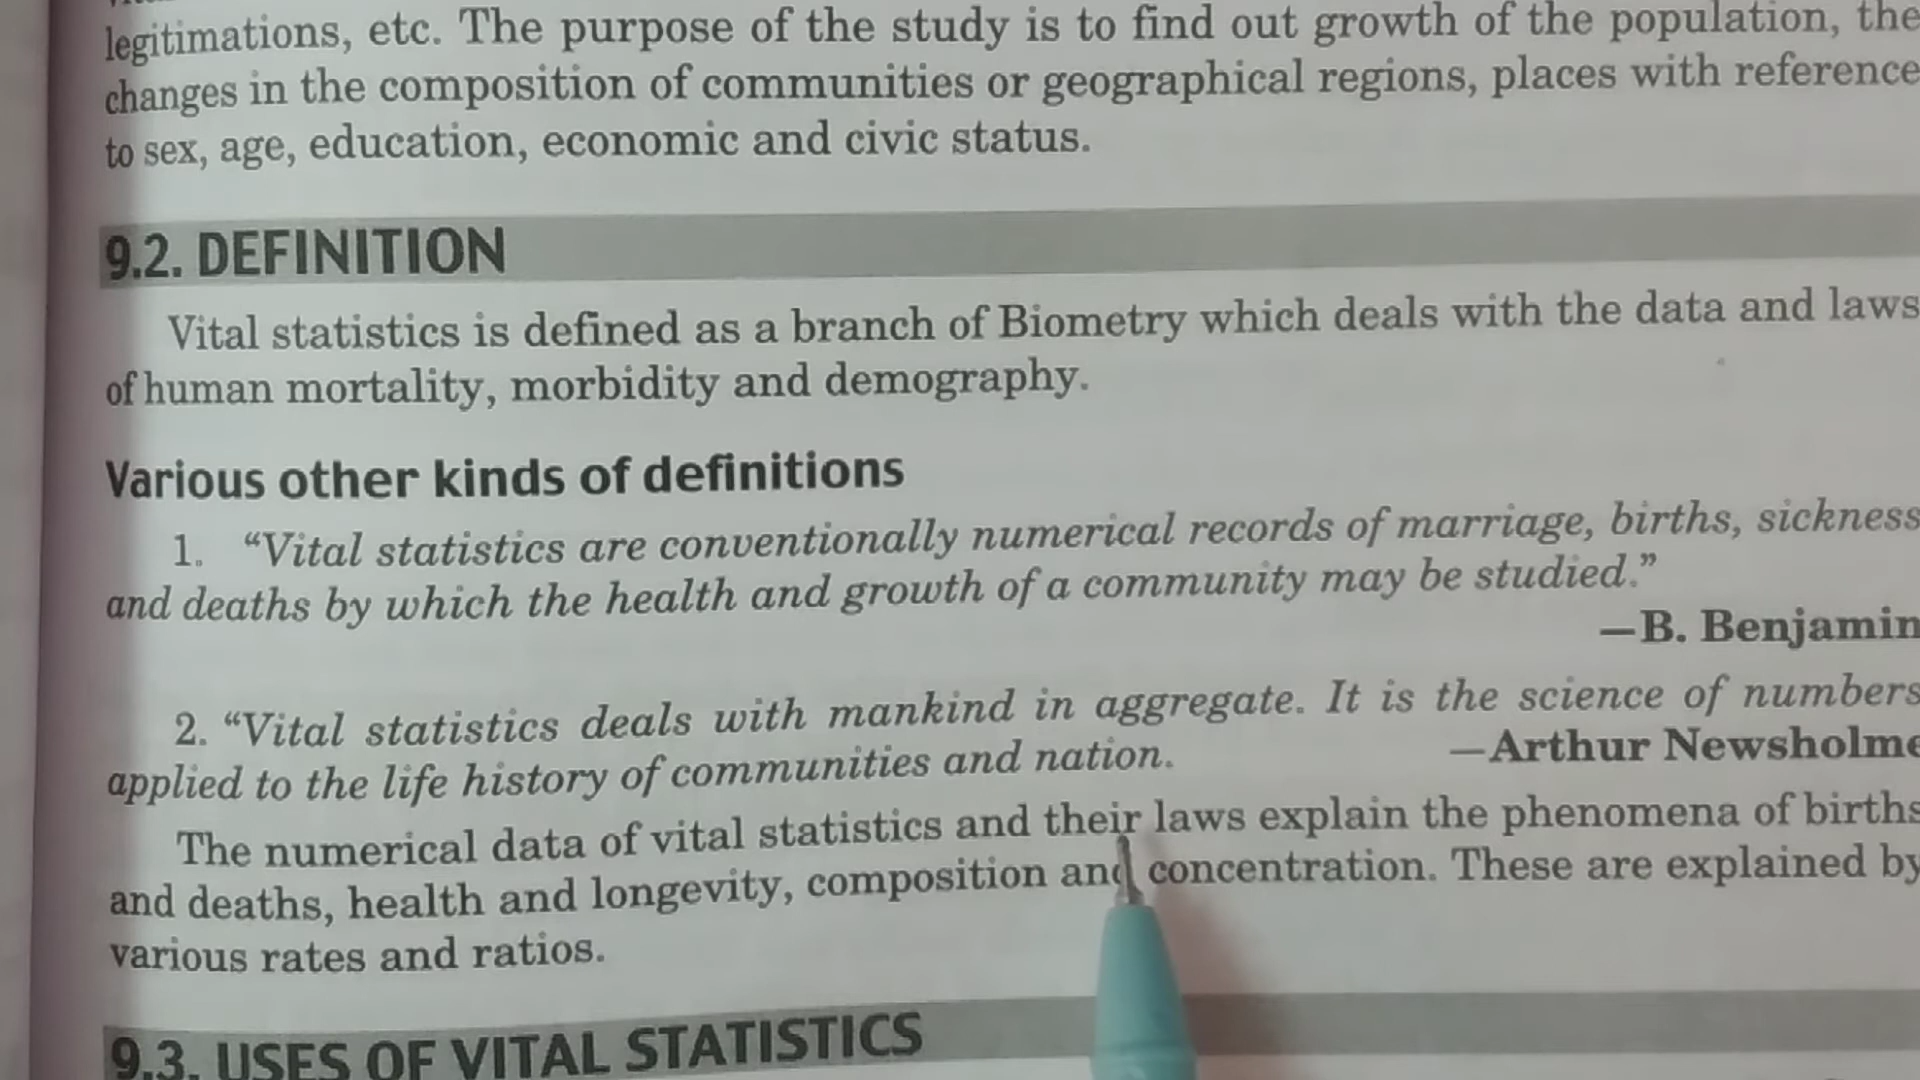 legitimations, etc. The purpose of the study is to find out growth of the population, the
changes in the composition of communities or geographical regions, places with reference
to sex, age, education, economic and civic status.
9.2. DEFINITION
Vital statistics is defined as a branch of Biometry which deals with the data and laws
of human mortality, morbidity and demography.
Various other kinds of definitions
1. “Vital statistics are conventionally numerical records of marriage, births, sickness
and deaths by which the health and growth of a community may be studied.”
—B. Benjamin
2. “Vital statistics deals with mankind in aggregate. It is the science of numbers
applied to the life history of communities and nation. —Arthur Newsholme
The numerical data of vital statistics and their laws explain the phenomena of births
and deaths, health and longevity, composition and concentration. These are explained by
various rates and ratios.
9.3. USES OF VITAL STATISTICS